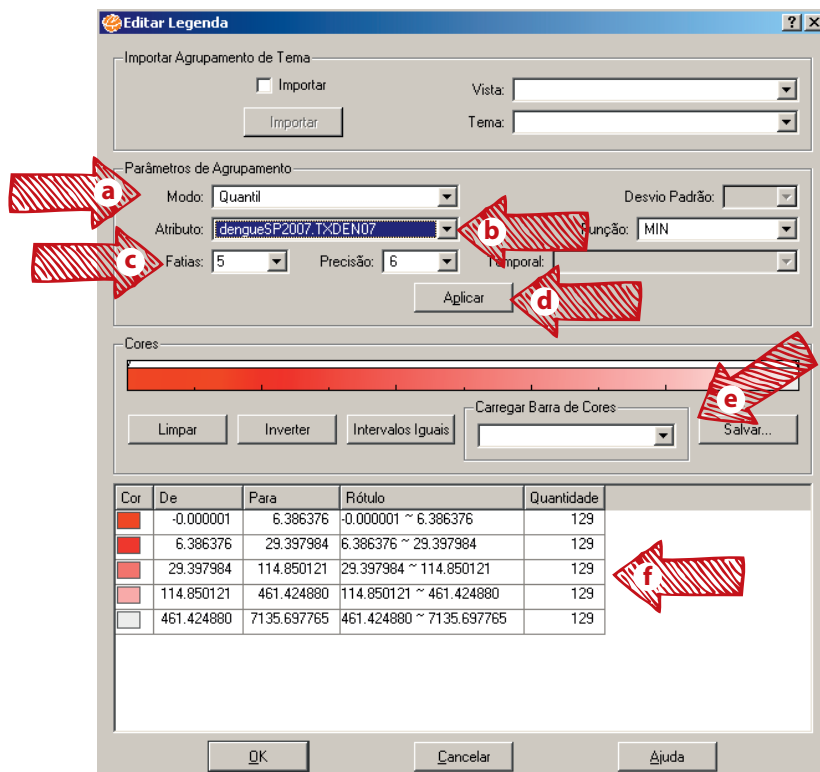 Editar Legenda
Importar Agrupamento de Tema
Importar
Vista:
Importar
Tema:
Parâmetros de Agrupamento
a
Modo: Quantil
Desvio Padrão:
Atributo: dengueSP2007.TXDEN07
b
unção: MIN
c
Fatias: 5
Precisão: 6
Temporal:
Aplicar
d
Cores
e
Carregar Barra de Cores
Limpar
Inverter
Intervalos Iguais
Salvar...
Cor De Para Rótulo Quantidade
-0.000001 6.386376 -0.000001 ~ 6.386376 129
6.386376 29.397984 6.386376 ~ 29.397984 129
29.397984 114.850121 29.397984 ~ 114.850121 129
f
114.850121 461.424880 114.850121 ~ 461.424880 129
461.424880 7135.697765 461.424880 ~ 7135.697765 129
OK
Cancelar
Ajuda